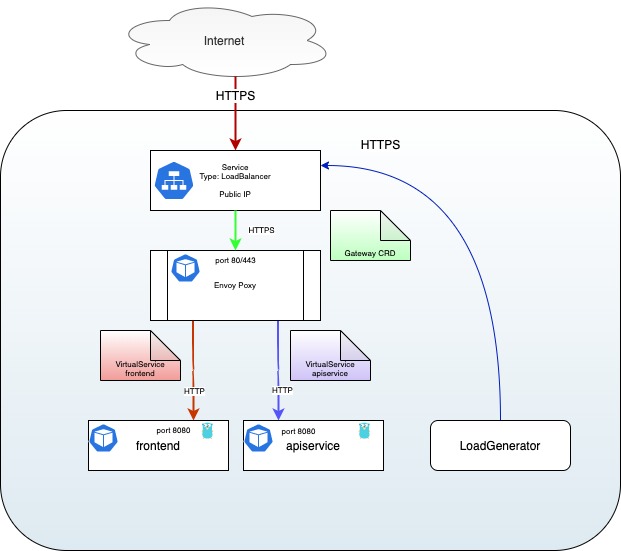 Internet
HTTPS
HTTPS
Service
Type: LoadBalancer
Public IP
HTTPS
Gateway CRD
port 80/443
Envoy Poxy
VirtualService
frontend
VirtualService
apiservice
HTTP
HTTP
port 8080
frontend
port 8080
apiservice
LoadGenerator